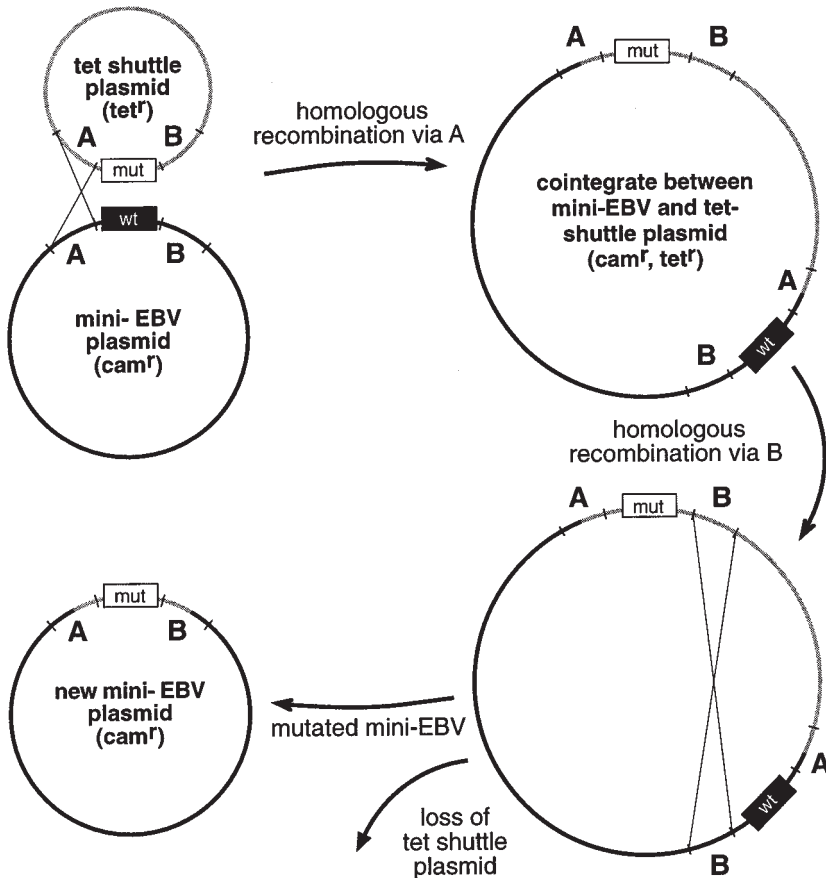 tet shuttle
plasmid
(tetr)
A
B
mut
wt
A
B
mini- EBV
plasmid
(camr)
homologous
recombination via A
A
mut
B
cointegrate between
mini-EBV and tet-
shuttle plasmid
(camr, tetr)
A
wt
B
homologous
recombination via B
A
mut
B
A
wt
B
mutated mini-EBV
loss of
tet shuttle
plasmid
mut
A
B
new mini- EBV
plasmid
(camr)